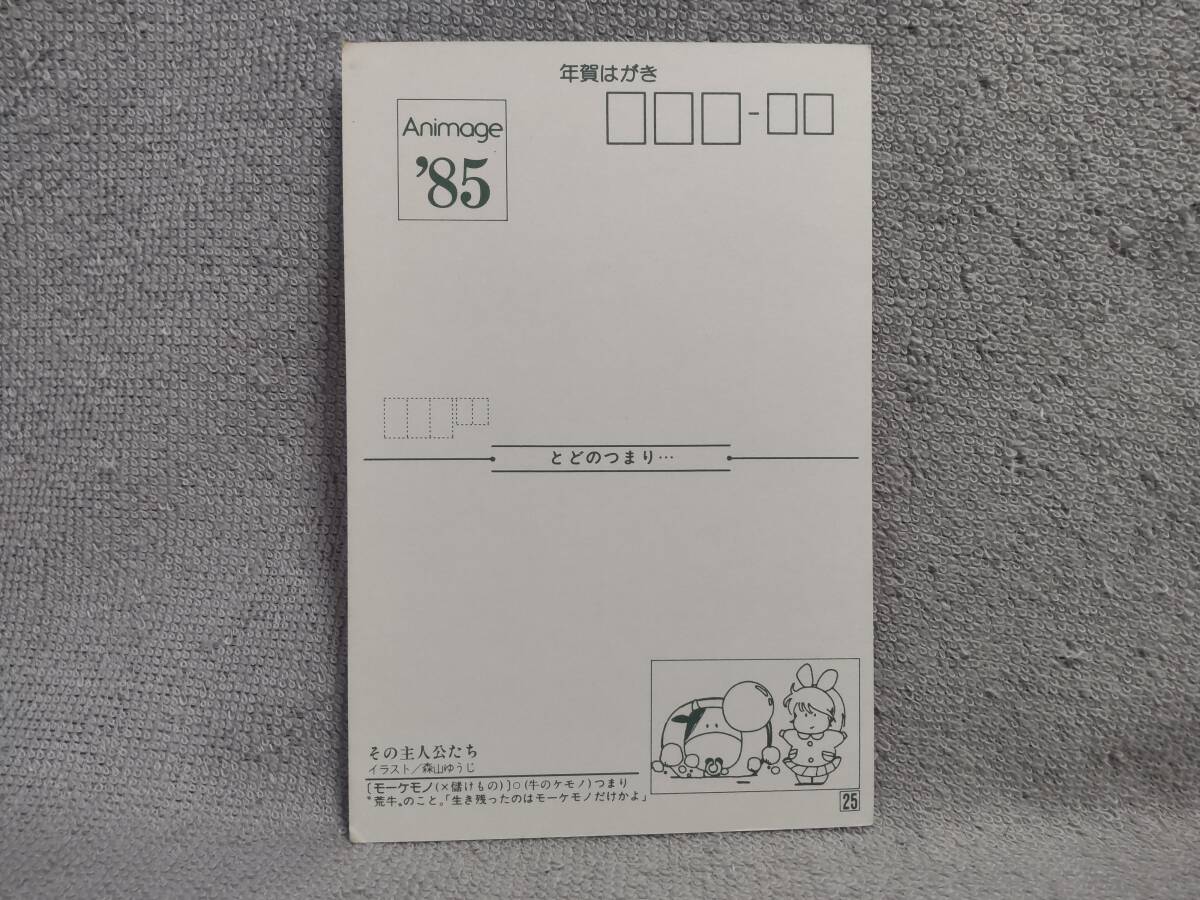 年賀はがき
Animage
'85
とどのつまり…
その主人公たち
イラスト／森山ゆうじ
[モーケモノ(×儲けもの)]○(牛のケモノ)つまり
*荒牛。のこと。「生き残ったのはモーケモノだけかよ」
25